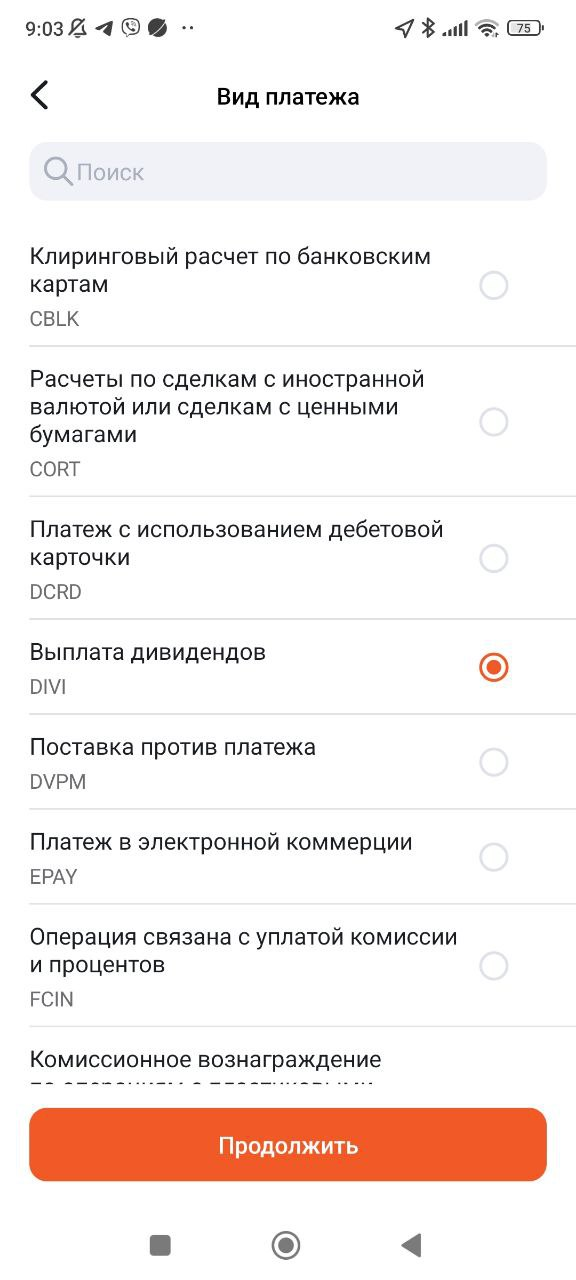 9:03
75
Вид платежа
Поиск
Клиринговый расчет по банковским
картам
CBLK
Расчеты по сделкам с иностранной
валютой или сделкам с ценными
бумагами
CORT
Платеж с использованием дебетовой
карточки
DCRD
Выплата дивидендов
DIVI
Поставка против платежа
DVPM
Платеж в электронной коммерции
EPAY
Операция связана с уплатой комиссии
и процентов
FCIN
Комиссионное вознаграждение
Продолжить